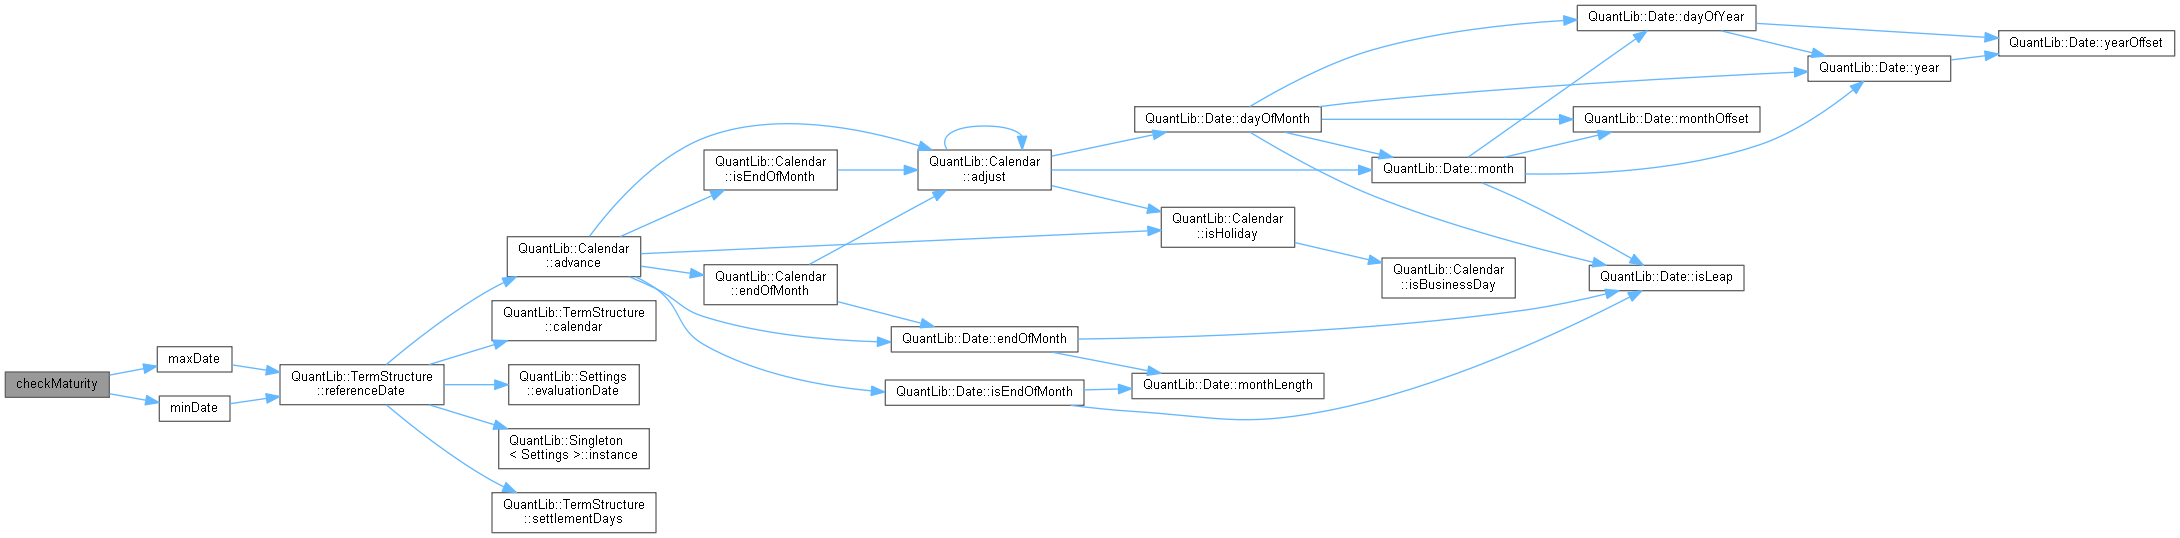 checkMaturity
maxDate
minDate
QuantLib::TermStructure
::referenceDate
QuantLib::Calendar
::advance
QuantLib::TermStructure
::calendar
QuantLib::Settings
::evaluationDate
QuantLib::Singleton
< Settings >::instance
QuantLib::TermStructure
::settlementDays
QuantLib::Calendar
::isEndOfMonth
QuantLib::Calendar
::endOfMonth
QuantLib::Calendar
::adjust
QuantLib::Date::endOfMonth
QuantLib::Date::isEndOfMonth
QuantLib::Date::dayOfMonth
QuantLib::Calendar
::isHoliday
QuantLib::Date::monthLength
QuantLib::Date::month
QuantLib::Calendar
::isBusinessDay
QuantLib::Date::dayOfYear
QuantLib::Date::monthOffset
QuantLib::Date::isLeap
QuantLib::Date::year
QuantLib::Date::yearOffset